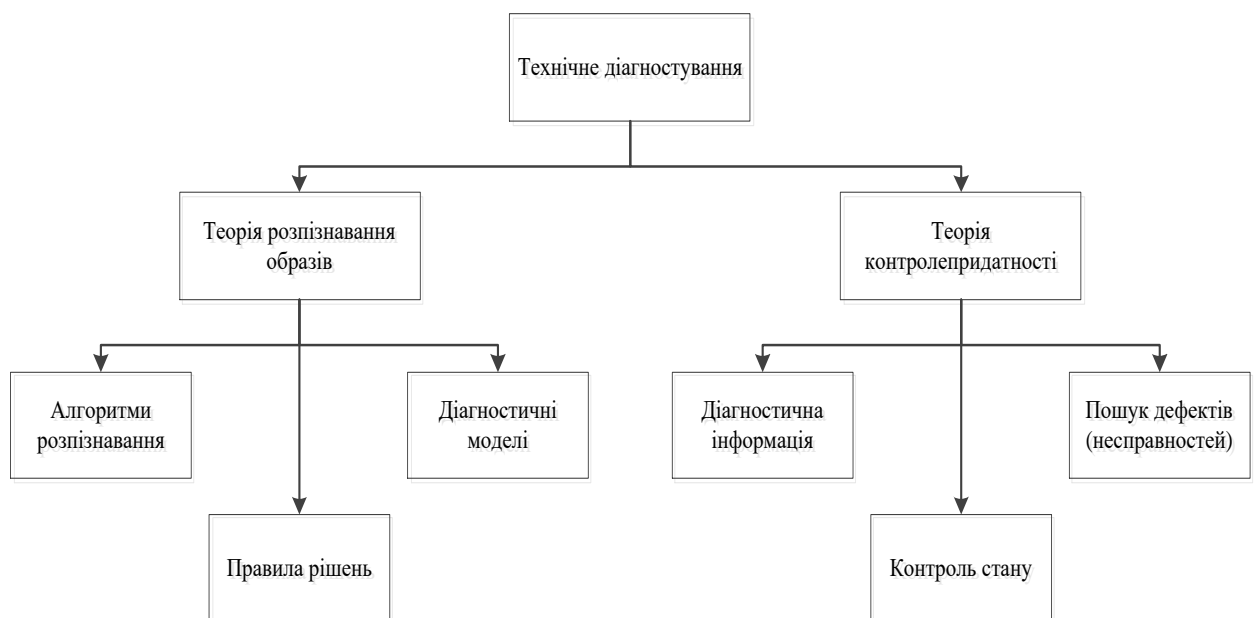 Технічне діагностування
Теорія розпізнавання
образів
Теорія
контролепридатності
Алгоритми
розпізнавання
Діагностичні
моделі
Діагностична
інформація
Пошук дефектів
(несправностей)
Правила рішень
Контроль стану